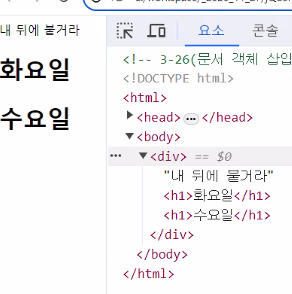 내 뒤에 붙거라
화요일
수요일
요소
콘솔
<!-- 3-26(문서 객체 삽입
<!DOCTYPE html>
<html>
<head>…</head>
<body>
<div> == $0
"내 뒤에 붙거라"
<h1>화요일</h1>
<h1>수요일</h1>
</div>
</body>
</html>